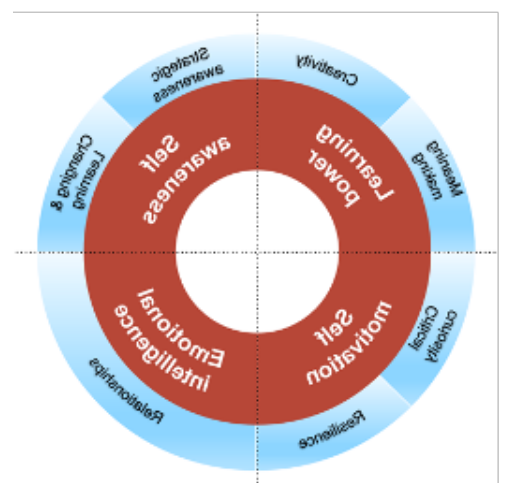 Strategic
awareness
Creativity
Changing &
Learning
Self
awareness
Learning
power
Meaning
making
Emotional
intelligence
Self
motivation
Critical
curiosity
Relationships
Resilience